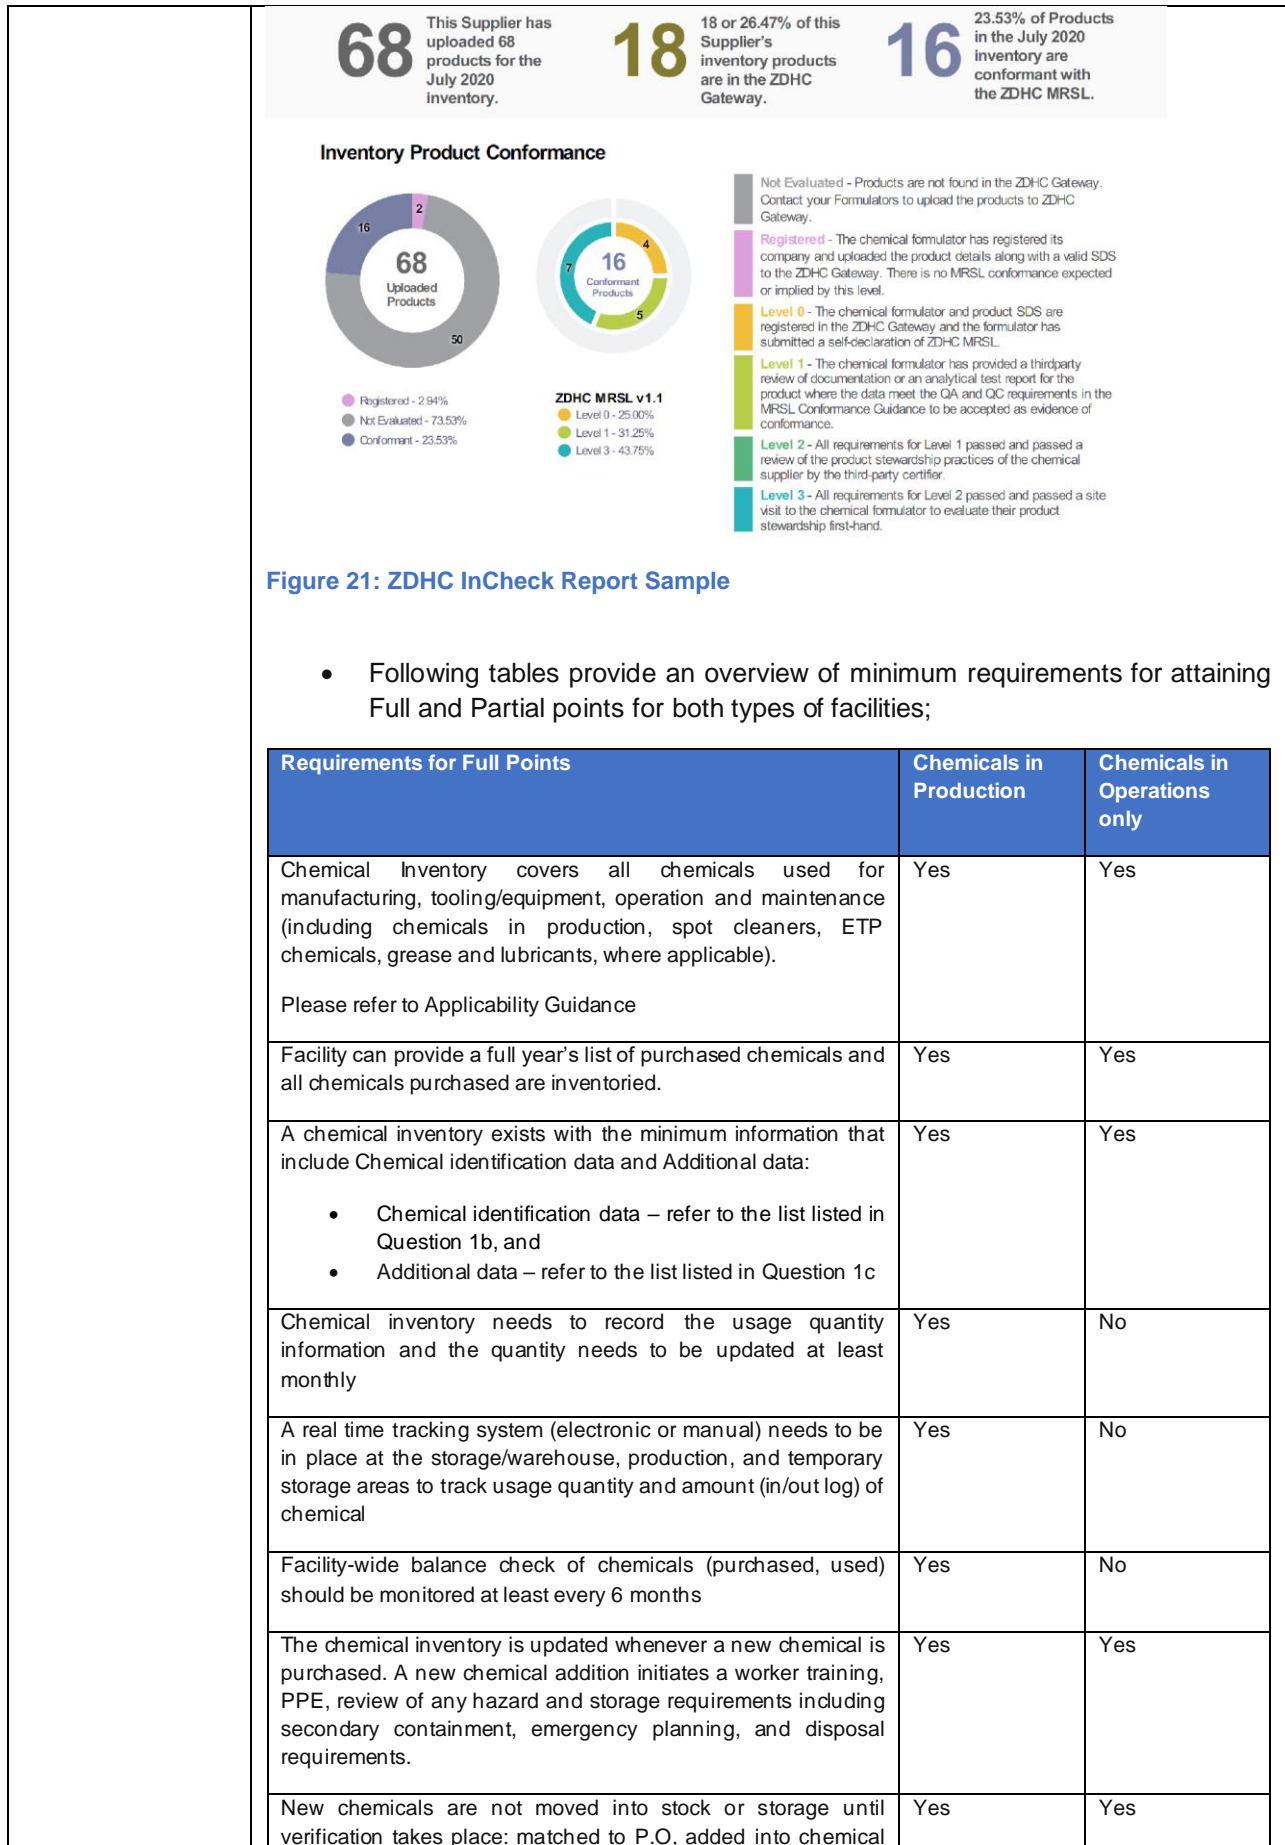 68
This Supplier has
uploaded 68
products for the
July 2020
inventory.
18
18 or 26.47% of this
Supplier's
inventory products
are in the ZDHC
Gateway.
16
23.53% of Products
in the July 2020
inventory are
conformant with
the ZDHC MRSL.
Inventory Product Conformance
2
16
68
Uploaded
Products
50
4
7
16
Conformant
Products
5
Registered - 2.94%
Not Evaluated - 73.53%
Conformant - 23.53%
ZDHC MRSL v1.1
Level 0 - 25.00%
Level 1 - 31.25%
Level 3 - 43.75%
Not Evaluated - Products are not found in the ZDHC Gateway.
Contact your Formulators to upload the products to ZDHC
Gateway.
Registered - The chemical formulator has registered its
company and uploaded the product details along with a valid SDS
to the ZDHC Gateway. There is no MRSL conformance expected
or implied by this level.
Level 0 - The chemical formulator and product SDS are
registered in the ZDHC Gateway and the formulator has
submitted a self-declaration of ZDHC MRSL.
Level 1 - The chemical formulator has provided a thirdparty
review of documentation or an analytical test report for the
product where the data meet the QA and QC requirements in the
MRSL Conformance Guidance to be accepted as evidence of
conformance.
Level 2 - All requirements for Level 1 passed and passed a
review of the product stewardship practices of the chemical
supplier by the third-party certifier.
Level 3 - All requirements for Level 2 passed and passed a site
visit to the chemical formulator to evaluate their product
stewardship first-hand.
Figure 21: ZDHC InCheck Report Sample
• Following tables provide an overview of minimum requirements for attaining
Full and Partial points for both types of facilities;
Requirements for Full Points
Chemicals in
Production
Chemicals in
Operations
only
Chemical Inventory covers all chemicals used for
manufacturing, tooling/equipment, operation and maintenance
(including chemicals in production, spot cleaners, ETP
chemicals, grease and lubricants, where applicable).
Please refer to Applicability Guidance
Yes
Yes
Facility can provide a full year's list of purchased chemicals and
all chemicals purchased are inventoried.
Yes
Yes
A chemical inventory exists with the minimum information that
include Chemical identification data and Additional data:
• Chemical identification data – refer to the list listed in
Question 1b, and
• Additional data – refer to the list listed in Question 1c
Yes
Yes
Chemical inventory needs to record the usage quantity
information and the quantity needs to be updated at least
monthly
Yes
No
A real time tracking system (electronic or manual) needs to be
in place at the storage/warehouse, production, and temporary
storage areas to track usage quantity and amount (in/out log) of
chemical
Yes
No
Facility-wide balance check of chemicals (purchased, used)
should be monitored at least every 6 months
Yes
No
The chemical inventory is updated whenever a new chemical is
purchased. A new chemical addition initiates a worker training,
PPE, review of any hazard and storage requirements including
secondary containment, emergency planning, and disposal
requirements.
Yes
Yes
New chemicals are not moved into stock or storage until
verification takes place: matched to P.O, added into chemical
Yes
Yes